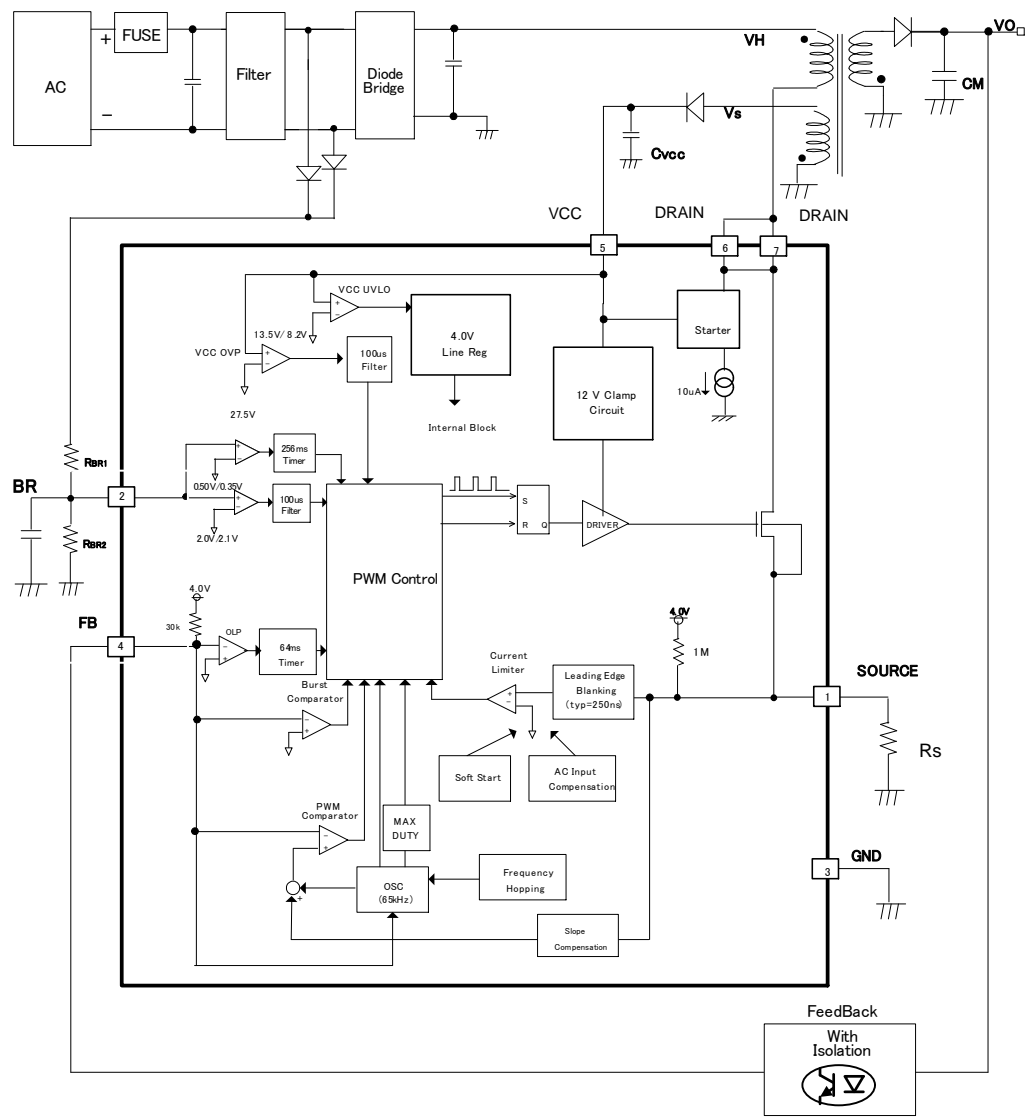 AC
+
−
FUSE
Filter
Diode
Bridge
VH
VO
CM
Vs
Cvcc
VCC
DRAIN
DRAIN
5
6
7
VCC UVLO
+
−
13.5V/ 8.2V
4.0V
Line Reg
VCC OVP
+
−
100us
Filter
27.5V
Internal Block
Starter
10uA
12 V Clamp
Circuit
RBR1
BR
2
RBR2
+
−
256ms
Timer
0.50V/0.35V
+
−
100us
Filter
2.0V/2.1V
PWM Control
S
R
Q
DRIVER
4.0V
30k
FB
4
OLP
−
+
64ms
Timer
Burst
Comparator
−
+
Current
Limiter
+
−
Leading Edge
Blanking
(typ=250ns)
4.0V
1M
1
SOURCE
Rs
Soft Start
AC Input
Compensation
PWM
Comparator
−
+
MAX
DUTY
+
OSC
(65kHz)
Frequency
Hopping
Slope
Compensation
3
GND
FeedBack
With
Isolation